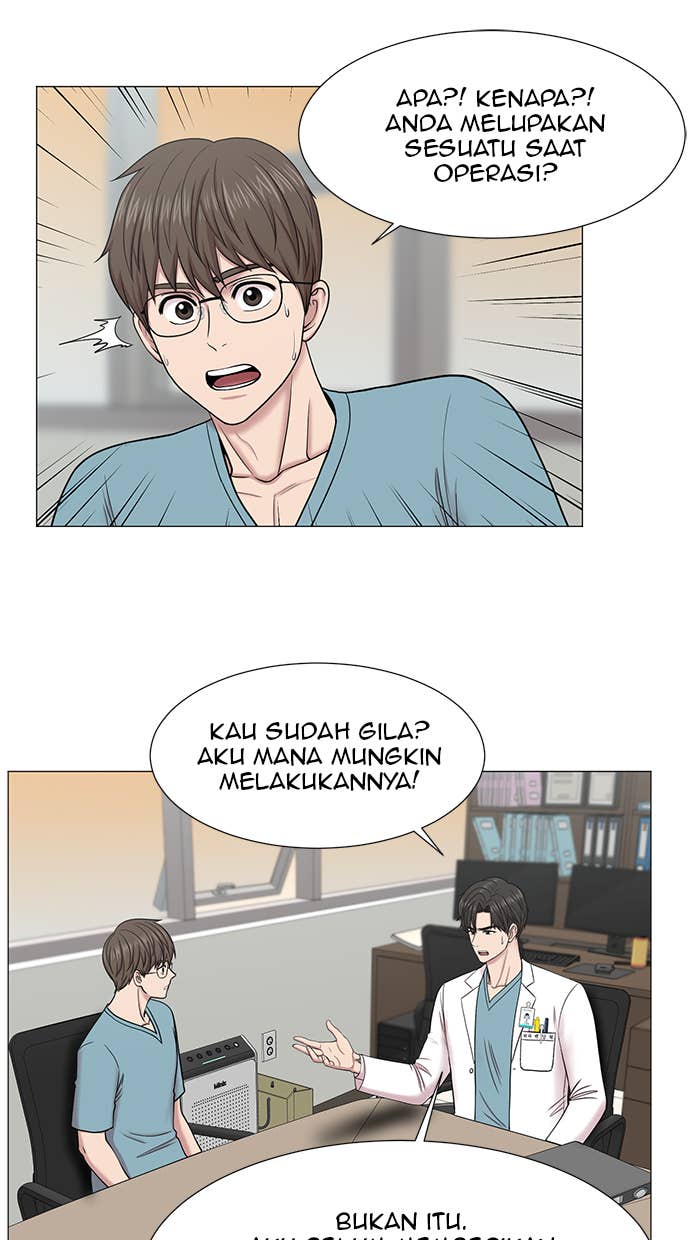 APA?! KENAPA?!
ANDA MELUPAKAN
SESUATU SAAT
OPERASI?
KAU SUDAH GILA?
AKU MANA MUNGKIN
MELAKUKANNYA!
BUKAN ITU.